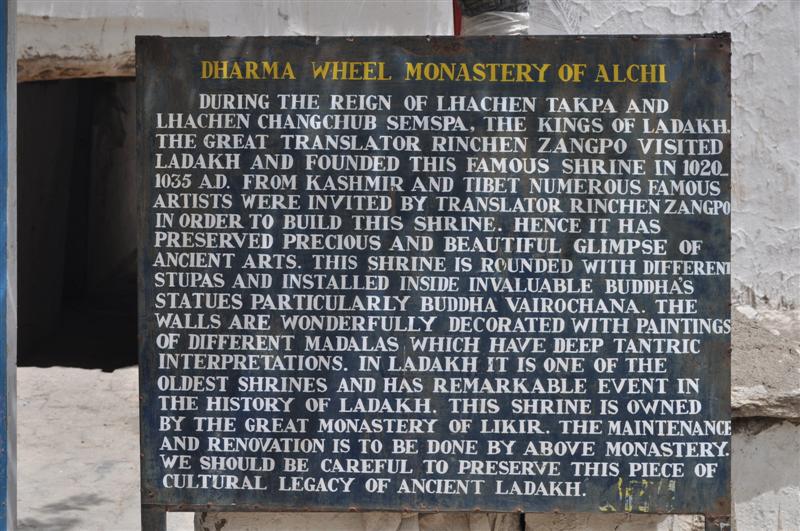 DHARMA WHEEL MONASTERY OF ALCHI
DURING THE REIGN OF LHACHEN TAKPA AND
LHACHEN CHANGCHUB SEMSPA, THE KINGS OF LADAKH.
THE GREAT TRANSLATOR RINCHEN ZANGPO VISITED
LADAKH AND FOUNDED THIS FAMOUS SHRINE IN 1020_
1035 A.D. FROM KASHMIR AND TIBET NUMEROUS FAMOUS
ARTISTS WERE INVITED BY TRANSLATOR RINCHEN ZANGPO
IN ORDER TO BUILD THIS SHRINE. HENCE IT HAS
PRESERVED PRECIOUS AND BEAUTIFUL GLIMPSE OF
ANCIENT ARTS. THIS SHRINE IS ROUNDED WITH DIFFERENT
STUPAS AND INSTALLED INSIDE INVALUABLE BUDDHA'S
STATUES PARTICULARLY BUDDHA VAIROCHANA. THE
WALLS ARE WONDERFULLY DECORATED WITH PAINTINGS
OF DIFFERENT MADALAS WHICH HAVE DEEP TANTRIC
INTERPRETATIONS. IN LADAKH IT IS ONE OF THE
OLDEST SHRINES AND HAS REMARKABLE EVENT IN
THE HISTORY OF LADAKH. THIS SHRINE IS OWNED
BY THE GREAT MONASTERY OF LIKIR. THE MAINTENANCE
AND RENOVATION IS TO BE DONE BY ABOVE MONASTERY.
WE SHOULD BE CAREFUL TO PRESERVE THIS PIECE OF
CULTURAL LEGACY OF ANCIENT LADAKH.